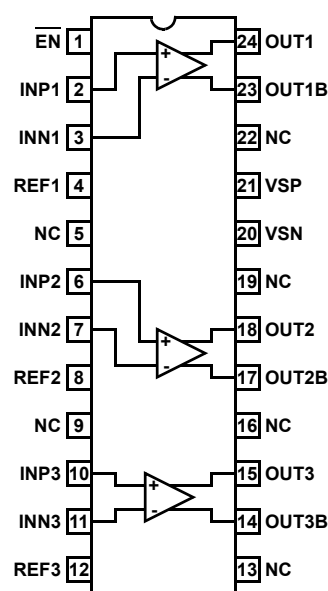 EN 1 24 OUT1
INP1 2 + - 23 OUT1B
INN1 3 22 NC
REF1 4 21 VSP
NC 5 20 VSN
INP2 6 19 NC
INN2 7 + - 18 OUT2
REF2 8 17 OUT2B
NC 9 16 NC
INP3 10 + 15 OUT3
INN3 11 - 14 OUT3B
REF3 12 13 NC